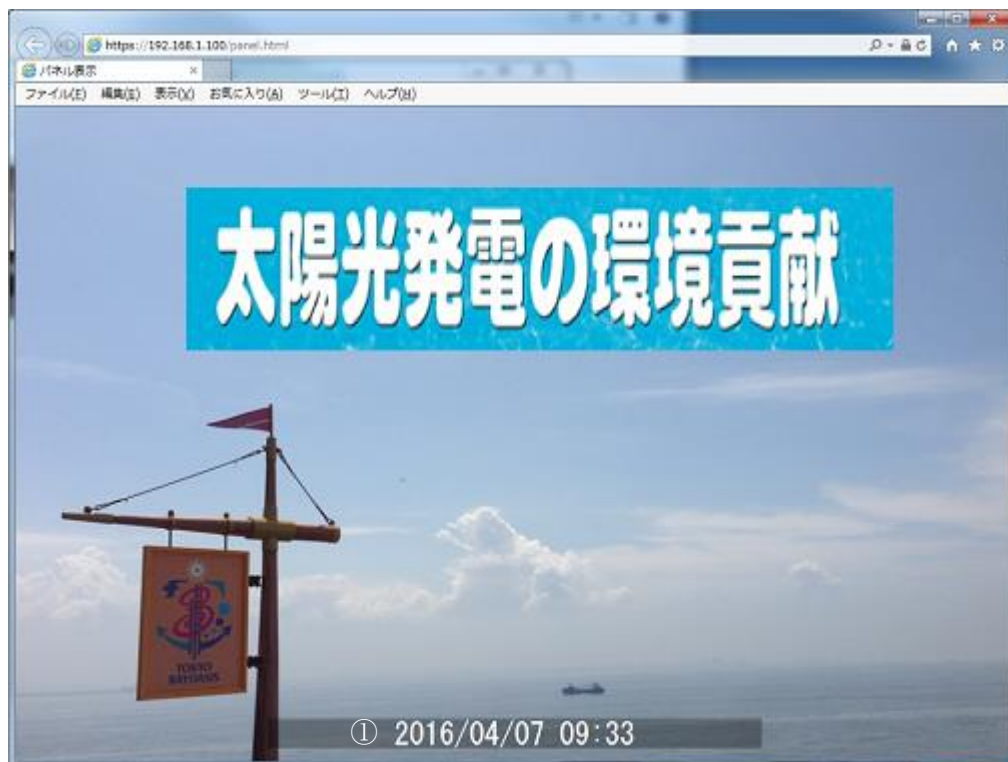 https://192.168.1.100/panel.html
パネル表示 ×
ファイル(F) 編集(E) 表示(V) お気に入り(A) ツール(T) ヘルプ(H)
太陽光発電の環境貢献
TOKYO
BAY OASIS
① 2016/04/07 09:33